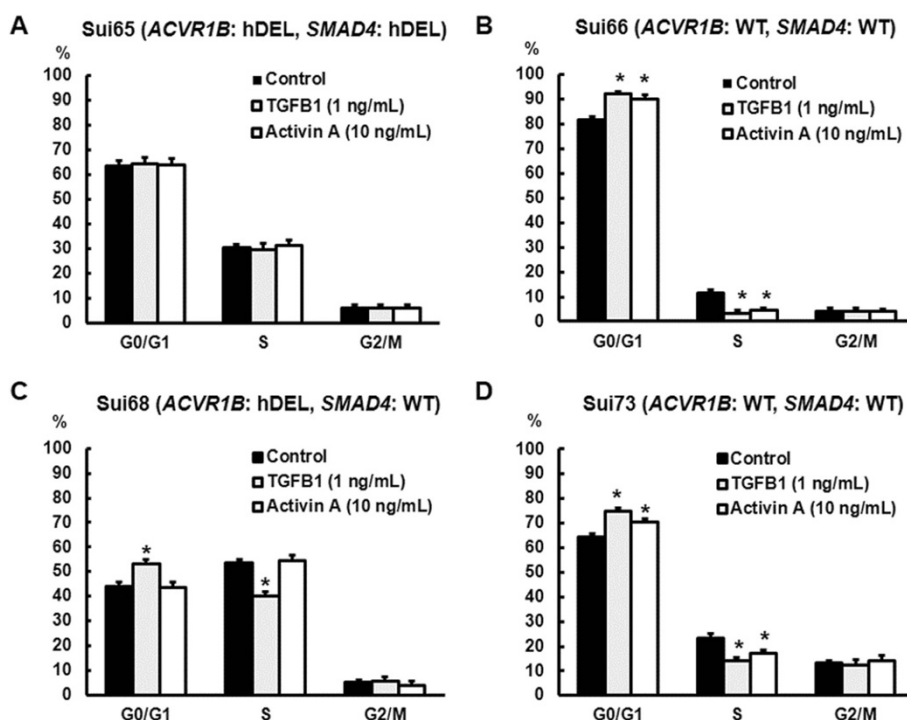 A
Sui65 (ACVR1B: hDEL, SMAD4: hDEL)
%
100
90
80
70
60
50
40
30
20
10
0
Control
TGFB1 (1 ng/mL)
Activin A (10 ng/mL)
G0/G1 S G2/M
B
Sui66 (ACVR1B: WT, SMAD4: WT)
%
100
90
80
70
60
50
40
30
20
10
0
* *
Control
TGFB1 (1 ng/mL)
Activin A (10 ng/mL)
* *
G0/G1 S G2/M
C
Sui68 (ACVR1B: hDEL, SMAD4: WT)
%
100
90
80
70
60
50
40
30
20
10
0
Control
TGFB1 (1 ng/mL)
Activin A (10 ng/mL)
*
*
G0/G1 S G2/M
D
Sui73 (ACVR1B: WT, SMAD4: WT)
%
100
90
80
70
60
50
40
30
20
10
0
Control
TGFB1 (1 ng/mL)
Activin A (10 ng/mL)
* *
* *
G0/G1 S G2/M